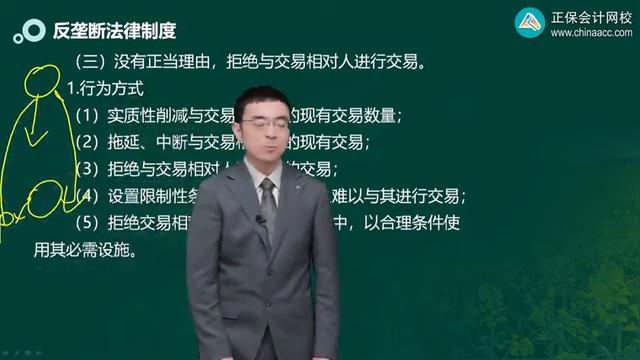 反垄断法律制度
正保会计网校
www.chinaacc.com
（三）没有正当理由，拒绝与交易相对人进行交易。
1.行为方式
（1）实质性削减与交易 的现有交易数量；
（2）拖延、中断与交易 的现有交易；
（3）拒绝与交易相对人 的交易；
（4）设置限制性条 难以与其进行交易；
（5）拒绝交易相 中，以合理条件使
用其必需设施。